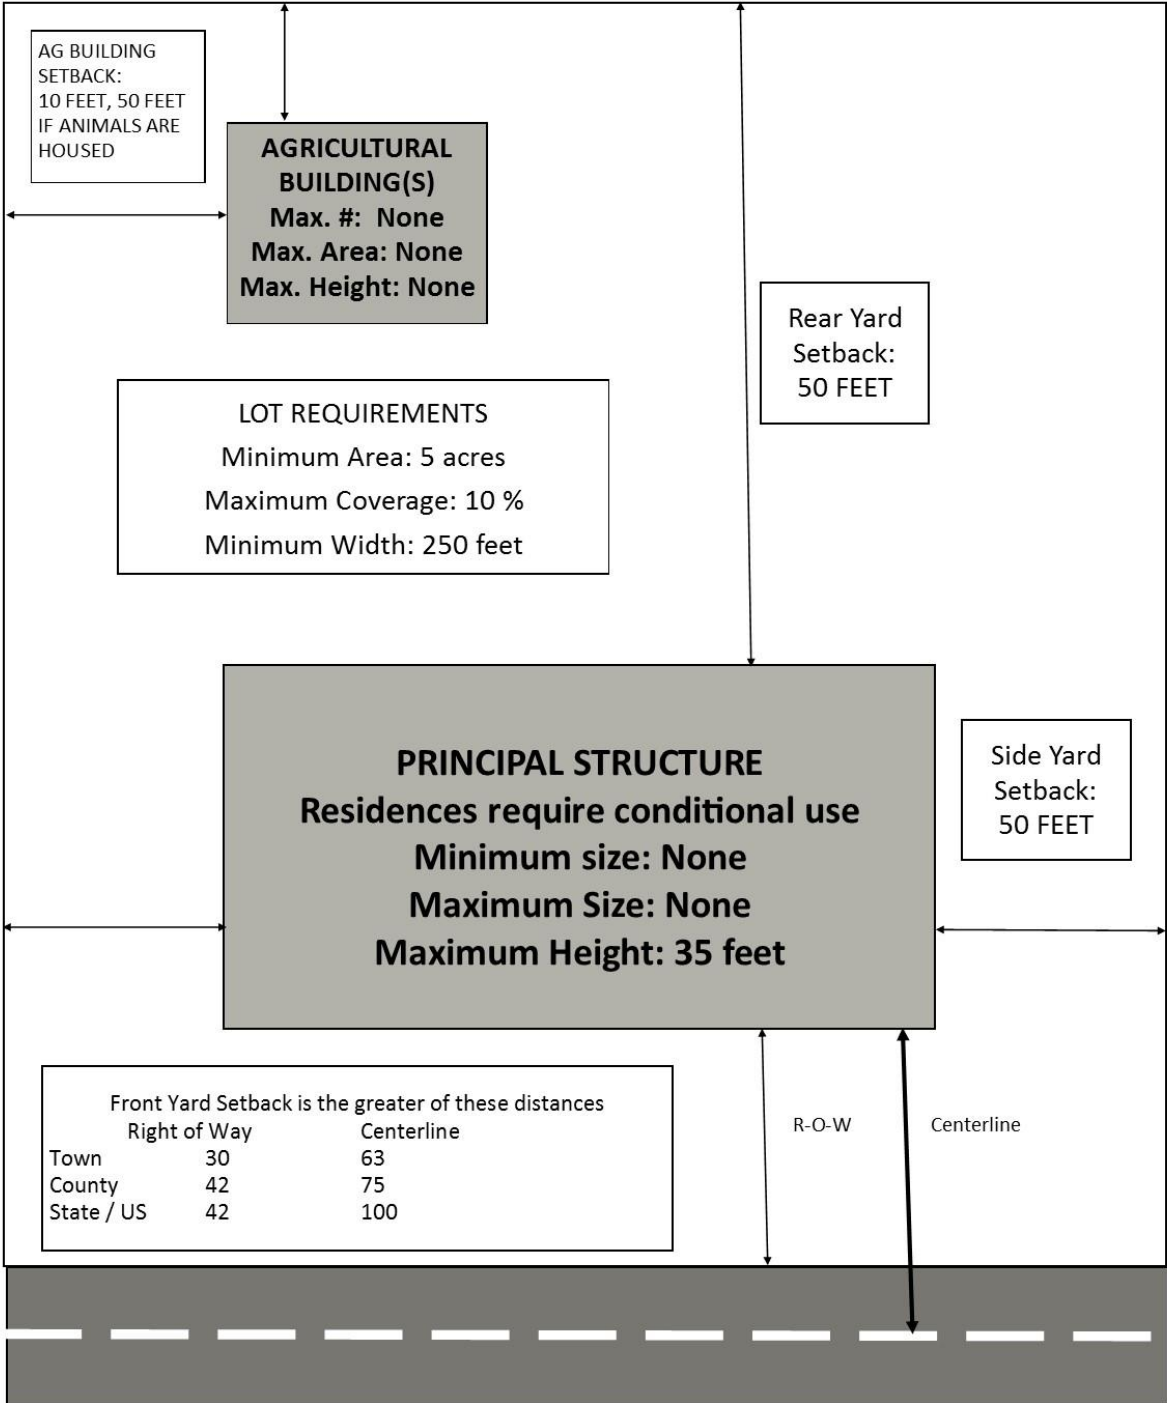 AG BUILDING
SETBACK:
10 FEET, 50 FEET
IF ANIMALS ARE
HOUSED
AGRICULTURAL
BUILDING(S)
Max. #: None
Max. Area: None
Max. Height: None
Rear Yard
Setback:
50 FEET
LOT REQUIREMENTS
Minimum Area: 5 acres
Maximum Coverage: 10 %
Minimum Width: 250 feet
PRINCIPAL STRUCTURE
Residences require conditional use
Minimum size: None
Maximum Size: None
Maximum Height: 35 feet
Side Yard
Setback:
50 FEET
Front Yard Setback is the greater of these distances
Right of Way Centerline
Town 30 63
County 42 75
State / US 42 100
R-O-W
Centerline